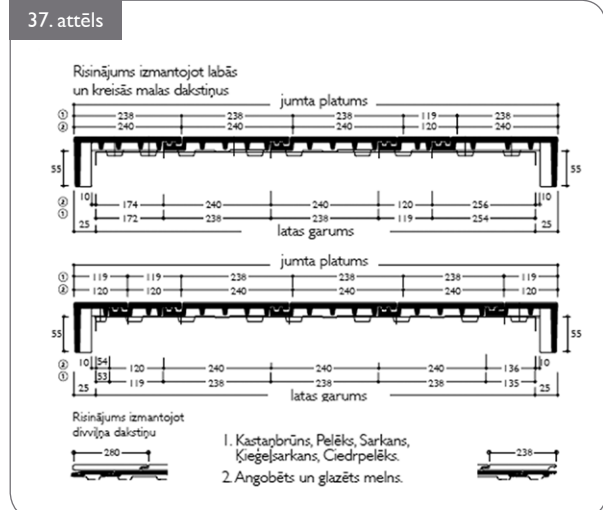 37. attēls
Risinājums izmantojot labās
un kreisās malas dakstiņus
jumta platums
① 238 238 238 119 238
② 240 240 240 120 240
55 55
② 10 174 240 240 120 256 10
① 172 238 238 119 254
25 latas garums 25
jumta platums
① 119 119 238 238 238 119
② 120 120 240 240 240 120
55 55
② 10 54 120 240 240 240 136 10
① 53 119 238 238 238 135
25 latas garums 25
Risinājums izmantojot
divviļņa dakstiņu
280
1. Kastaņbrūns, Pelēks, Sarkans,
Ķieģeļsarkans, Ciedrpelēks.
2. Angobēts un glazēts melns.
238